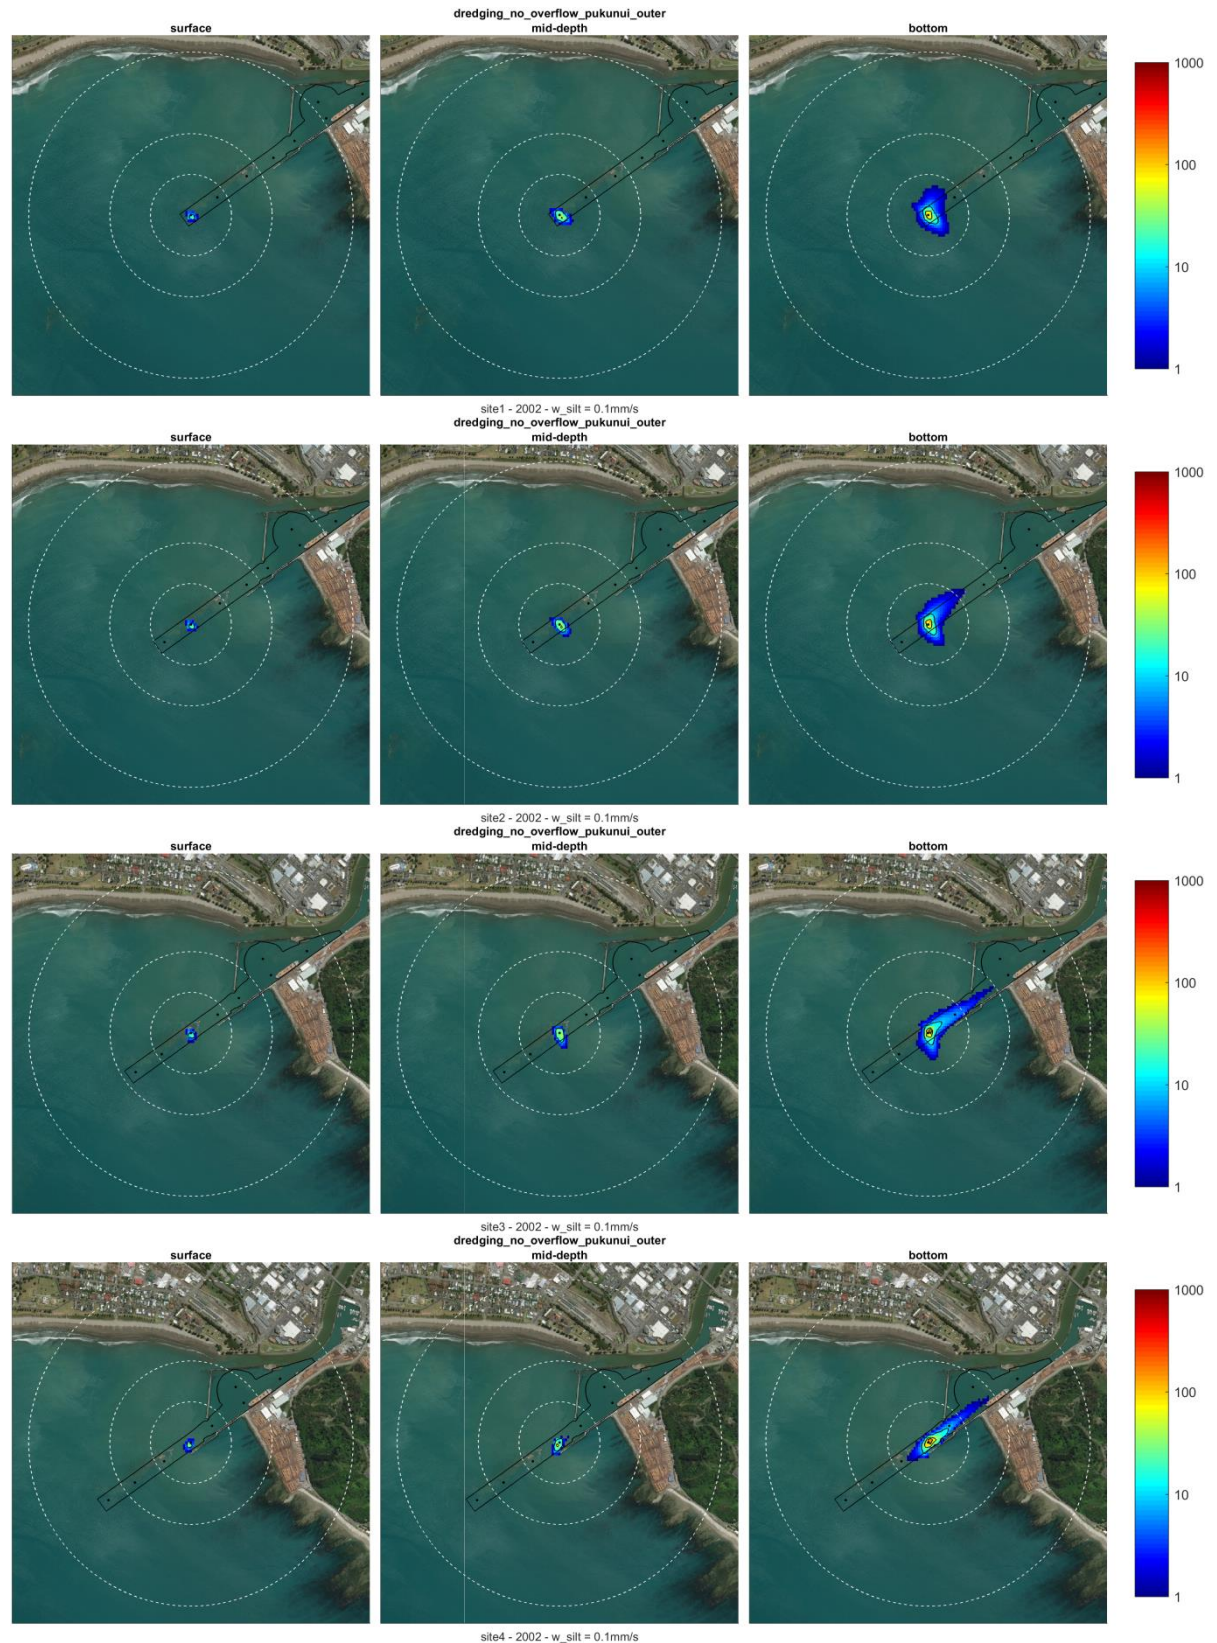 dredging_no_overflow_pukunui_outer
surface mid-depth bottom
1000
100
10
1
site1 - 2002 - w_silt = 0.1mm/s
dredging_no_overflow_pukunui_outer
surface mid-depth bottom
1000
100
10
1
site2 - 2002 - w_silt = 0.1mm/s
dredging_no_overflow_pukunui_outer
surface mid-depth bottom
1000
100
10
1
site3 - 2002 - w_silt = 0.1mm/s
dredging_no_overflow_pukunui_outer
surface mid-depth bottom
1000
100
10
1
site4 - 2002 - w_silt = 0.1mm/s